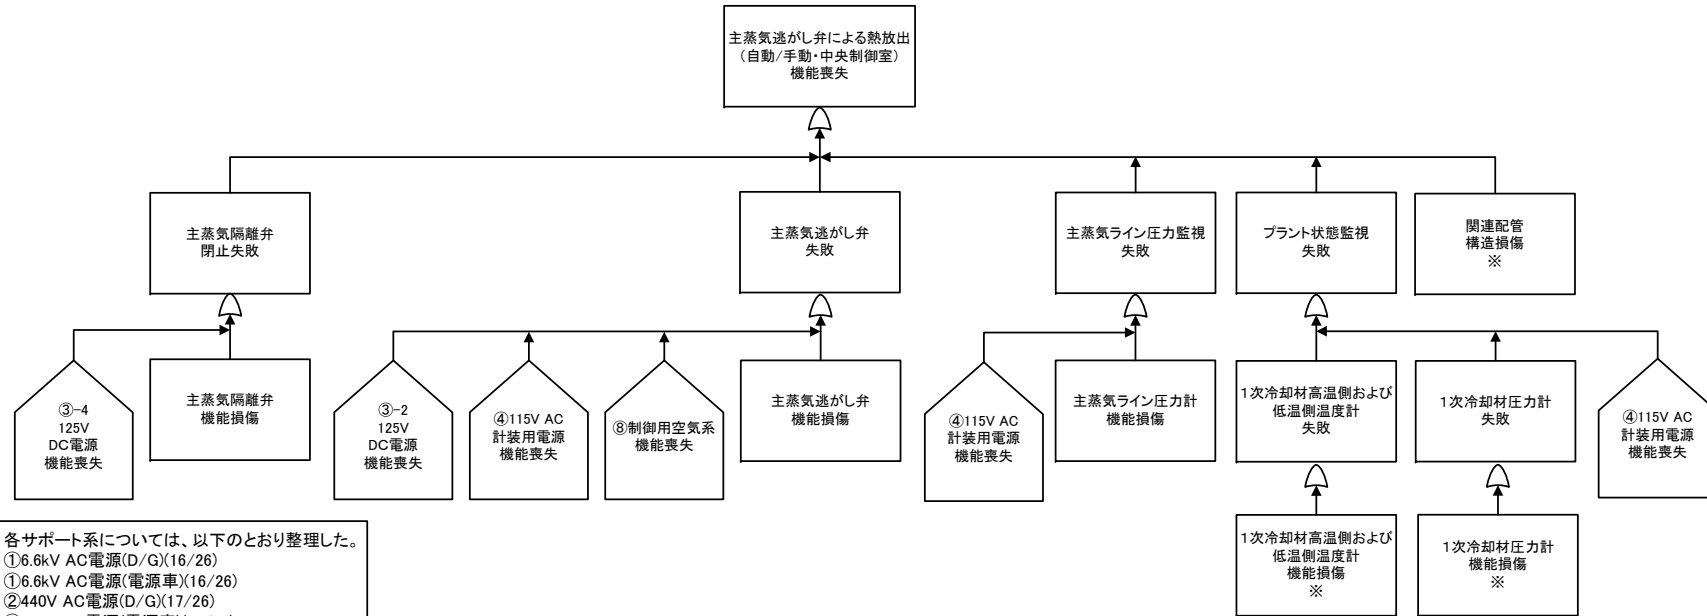 主蒸気逃がし弁による熱放出
(自動/手動・中央制御室)
機能喪失
主蒸気隔離弁
閉止失敗
主蒸気逃がし弁
失敗
主蒸気ライン圧力監視
失敗
プラント状態監視
失敗
関連配管
構造損傷
※
③-4
125V
DC電源
機能喪失
主蒸気隔離弁
機能損傷
③-2
125V
DC電源
機能喪失
④115V AC
計装用電源
機能喪失
⑧制御用空気系
機能喪失
主蒸気逃がし弁
機能損傷
④115V AC
計装用電源
機能喪失
主蒸気ライン圧力計
機能損傷
1次冷却材高温側および
低温側温度計
失敗
1次冷却材圧力計
失敗
④115V AC
計装用電源
機能喪失
1次冷却材高温側および
低温側温度計
機能損傷
※
1次冷却材圧力計
機能損傷
※
各サポート系については、以下のとおり整理した。
①6.6kV AC電源(D/G)(16/26)
①6.6kV AC電源(電源車)(16/26)
②440V AC電源(D/G)(17/26)